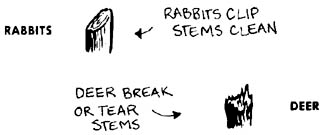 RABBITS
RABBITS CLIP
STEMS CLEAN
DEER BREAK
OR TEAR
STEMS
DEER